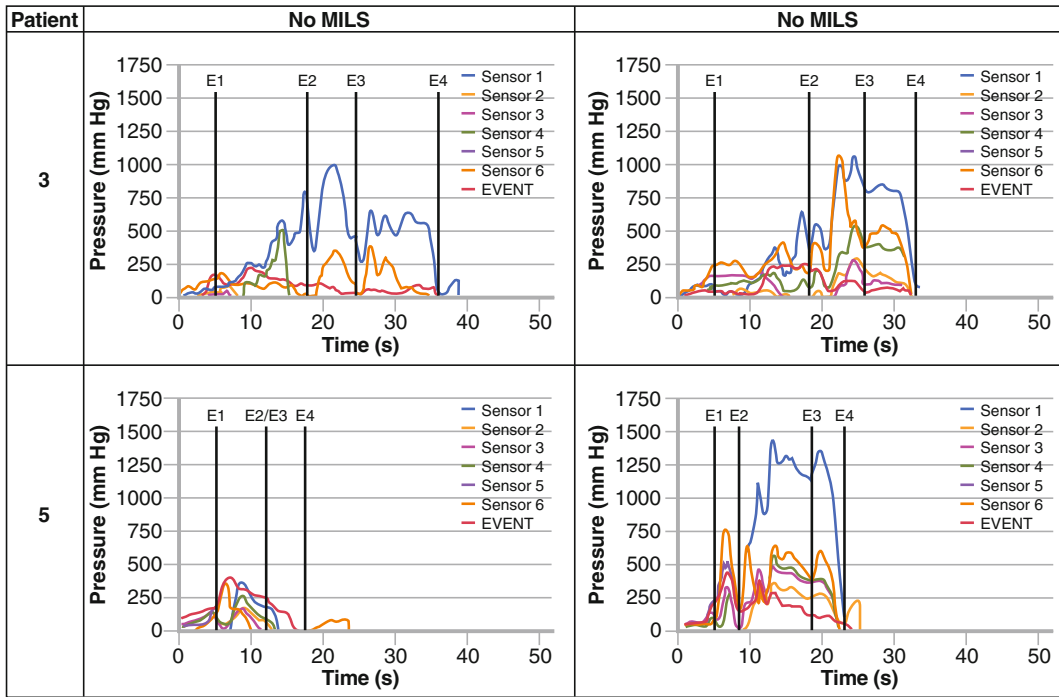 Patient No MILS No MILS
3
Pressure (mm Hg)
1750
1500
1250
1000
750
500
250
0
E1 E2 E3 E4
Sensor 1
Sensor 2
Sensor 3
Sensor 4
Sensor 5
Sensor 6
EVENT
0 10 20 30 40 50
Time (s)
Pressure (mm Hg)
1750
1500
1250
1000
750
500
250
0
E1 E2 E3 E4
Sensor 1
Sensor 2
Sensor 3
Sensor 4
Sensor 5
Sensor 6
EVENT
0 10 20 30 40 50
Time (s)
5
Pressure (mm Hg)
1750
1500
1250
1000
750
500
250
0
E1 E2/E3 E4
Sensor 1
Sensor 2
Sensor 3
Sensor 4
Sensor 5
Sensor 6
EVENT
0 10 20 30 40 50
Time (s)
Pressure (mm Hg)
1750
1500
1250
1000
750
500
250
0
E1 E2 E3 E4
Sensor 1
Sensor 2
Sensor 3
Sensor 4
Sensor 5
Sensor 6
EVENT
0 10 20 30 40 50
Time (s)